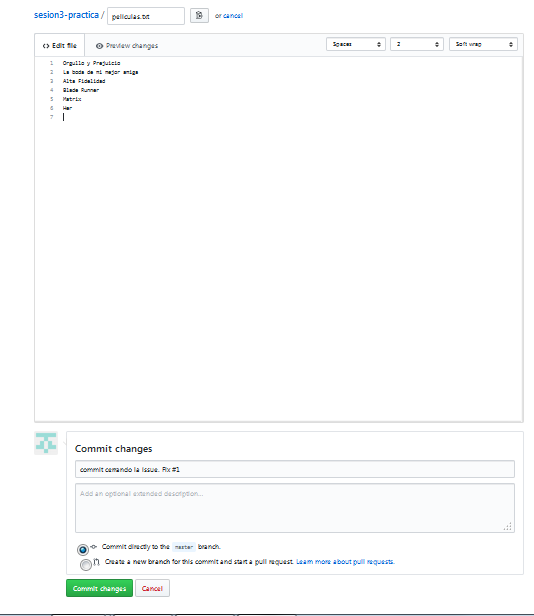 sesion3-practica / peliculas.txt or cancel
Edit file Preview changes Spaces 2 Soft wrap
1 Orgullo y Prejuicio
2 La boda de mi mejor amiga
3 Alta Fidelidad
4 Blade Runner
5 Matrix
6 Her
7
Commit changes
commit cerrando la issue. Fix #1
Add an optional extended description...
Commit directly to the master branch.
Create a new branch for this commit and start a pull request. Learn more about pull requests.
Commit changes Cancel